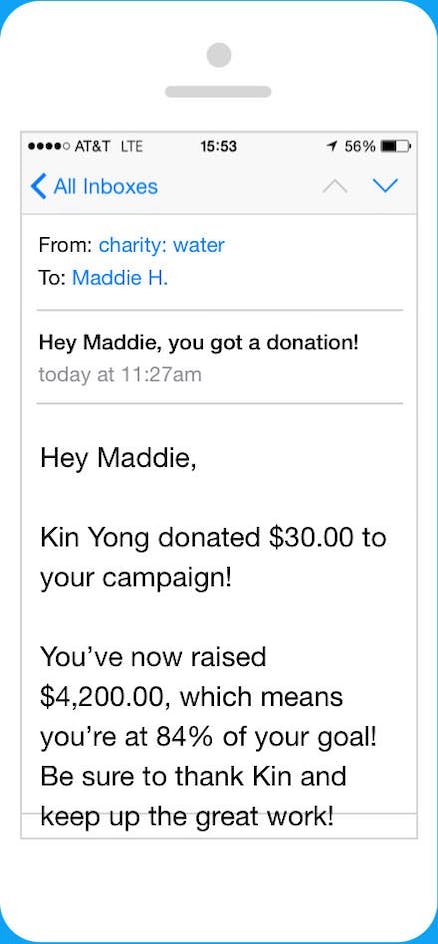 AT&T LTE 15:53 56%
All Inboxes
From: charity: water
To: Maddie H.
Hey Maddie, you got a donation!
today at 11:27am
Hey Maddie,
Kin Yong donated $30.00 to
your campaign!
You’ve now raised
$4,200.00, which means
you’re at 84% of your goal!
Be sure to thank Kin and
keep up the great work!